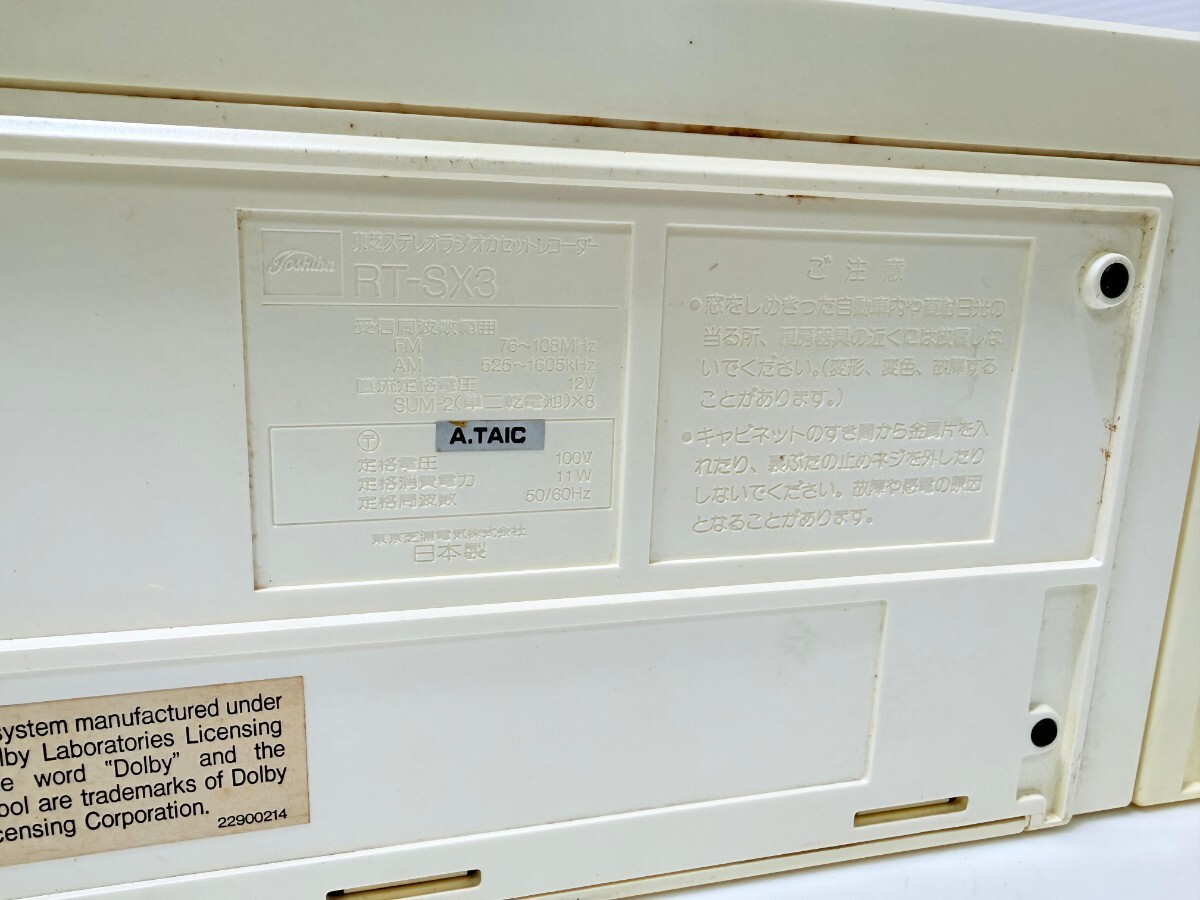 Toshiba
東芝ステレオラジオカセットレコーダー
RT-SX3
受信周波数範囲
FM 76~108MHz
AM 525~1605kHz
直流定格電圧 12V
SUM-2(単二乾電池)×8
〒
A.TAIC
定格電圧 100V
定格消費電力 11W
定格周波数 50/60Hz
東京芝浦電気株式会社
日本製
ご注意
•窓をしめきった自動車内や直射日光の
当る所、暖房器具の近くには放置しな
いでください。(変形、変色、故障する
ことがあります。)
•キャビネットのすき間から金属片を入
れたり、裏ぶたの止めネジを外したり
しないでください。故障や感電の原因
となることがあります。
system manufactured under
lby Laboratories Licensing
e word "Dolby" and the
ool are trademarks of Dolby
censing Corporation.
22900214